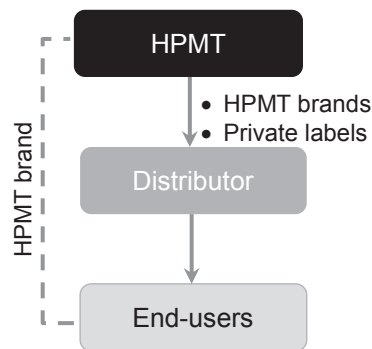 HPMT
• HPMT brands
• Private labels
HPMT brand
Distributor
End-users